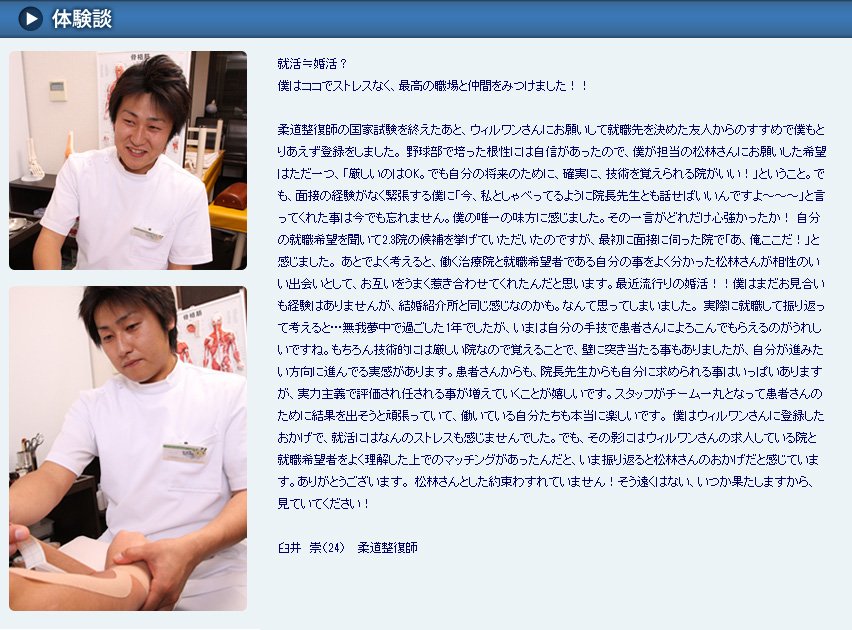 体験談
就活≒婚活？
僕はココでストレスなく、最高の職場と仲間をみつけました！！
柔道整復師の国家試験を終えたあと、ウィルワンさんにお願いして就職先を決めた友人からのすすめで僕もと
りあえず登録をしました。 野球部で培った根性には自信があったので、僕が担当の松林さんにお願いした希望
はただ一つ、「厳しいのはOK。でも自分の将来のために、確実に、技術を覚えられる院がいい！」ということ。で
も、面接の経験がなく緊張する僕に「今、私としゃべってるように院長先生とも話せばいいんですよ～～～」と言
ってくれた事は今でも忘れません。僕の唯一の味方に感じました。その一言がどれだけ心強かったか！ 自分
の就職希望を聞いて2.3院の候補を挙げていただいたのですが、最初に面接に伺った院で「あ、俺ここだ！」と
感じました。 あとでよく考えると、働く治療院と就職希望者である自分の事をよく分かった松林さんが相性のい
い出会いとして、お互いをうまく惹き合わせてくれたんだと思います。最近流行りの婚活！！僕はまだお見合い
も経験はありませんが、結婚紹介所と同じ感じなのかも。なんて思ってしまいました。 実際に就職して振り返っ
て考えると…無我夢中で過ごした1年でしたが、いまは自分の手技で患者さんによろこんでもらえるのがうれし
いですね。もちろん技術的には厳しい院なので覚えることで、壁に突き当たる事もありましたが、自分が進みた
い方向に進んでる実感があります。患者さんからも、院長先生からも自分に求められる事はいっぱいあります
が、実力主義で評価され任される事が増えていくことが嬉しいです。スタッフがチーム一丸となって患者さんの
ために結果を出そうと頑張っていて、働いている自分たちも本当に楽しいです。 僕はウィルワンさんに登録した
おかげで、就活にはなんのストレスも感じませんでした。でも、その影にはウィルワンさんの求人している院と
就職希望者をよく理解した上でのマッチングがあったんだと、いま振り返ると松林さんのおかげだと感じていま
す。ありがとうございます。 松林さんとした約束わすれていません！そう遠くはない、いつか果たしますから、
見ていてください！
臼井 崇（24） 柔道整復師
骨格筋
骨格筋